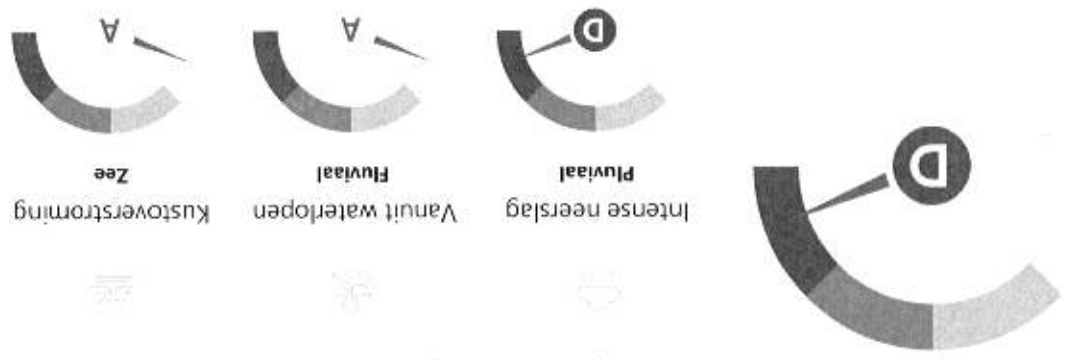 D
Intense neerslag
Pluviaal
D
Vanuit waterlopen
Fluviaal
A
Kustoverstroming
Zee
A